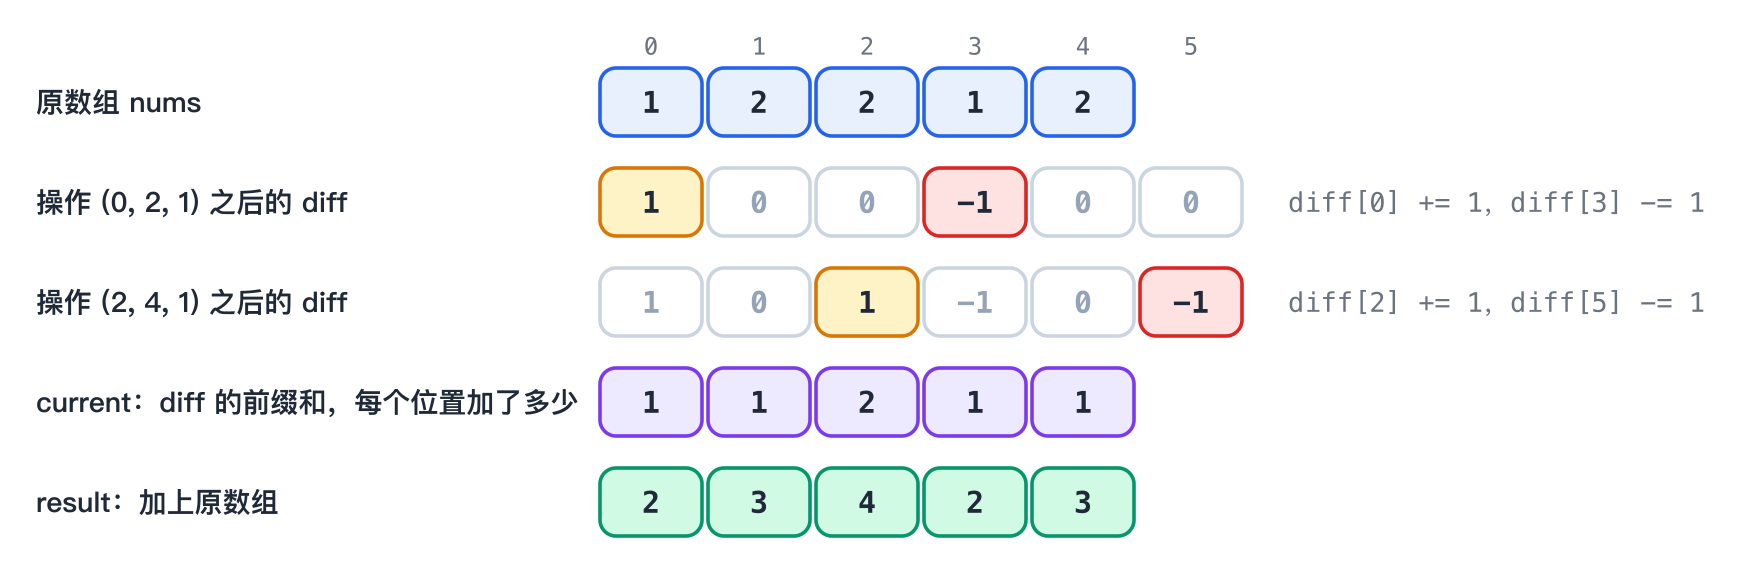 0 1 2 3 4 5
原数组 nums 1 2 2 1 2
操作 (0, 2, 1) 之后的 diff 1 0 0 −1 0 0 diff[0] += 1, diff[3] −= 1
操作 (2, 4, 1) 之后的 diff 1 0 1 −1 0 −1 diff[2] += 1, diff[5] −= 1
current：diff 的前缀和，每个位置加了多少 1 1 2 1 1
result：加上原数组 2 3 4 2 3